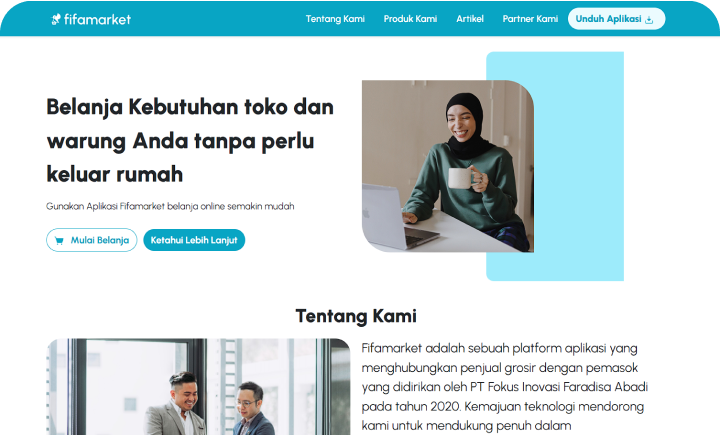 fifamarket
Tentang Kami
Produk Kami
Artikel
Partner Kami
Unduh Aplikasi
Belanja Kebutuhan toko dan
warung Anda tanpa perlu
keluar rumah
Gunakan Aplikasi Fifamarket belanja online semakin mudah
Mulai Belanja
Ketahui Lebih Lanjut
Tentang Kami
Fifamarket adalah sebuah platform aplikasi yang
menghubungkan penjual grosir dengan pemasok
yang didirikan oleh PT Fokus Inovasi Faradisa Abadi
pada tahun 2020. Kemajuan teknologi mendorong
kami untuk mendukung penuh dalam